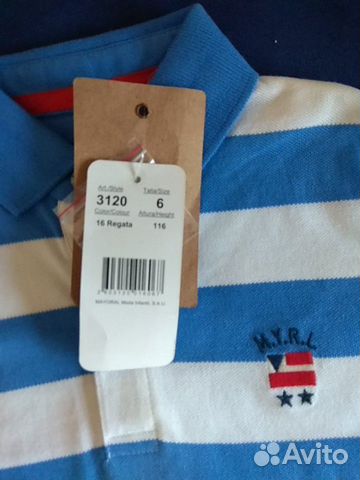 Art./Style Talla/Size
3120 6
Color/Colour Altura/Height
16 Regata 116
MAYORAL Moda Infantil, S.A.U.
M.Y.R.L.
Avito